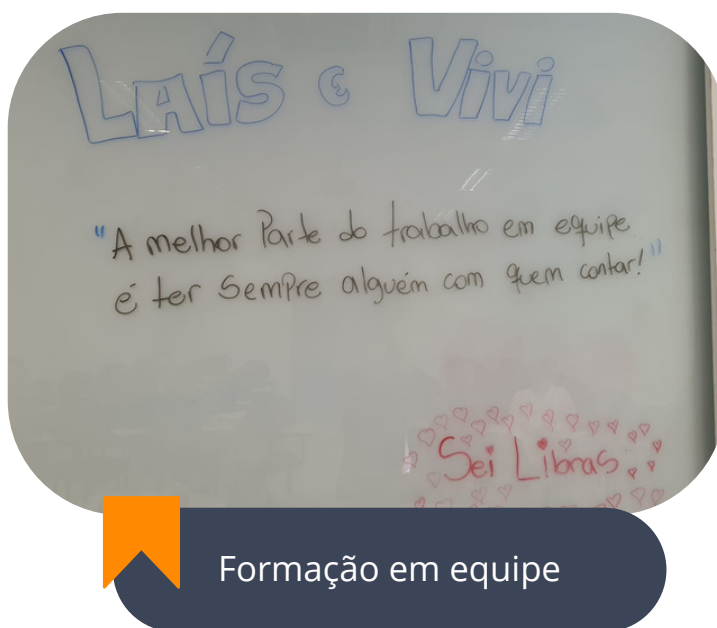 LAÍS e Vivi
"A melhor Parte do trabalho em equipe
é ter Sempre alguém com quem contar!"
Sei Libras
Formação em equipe